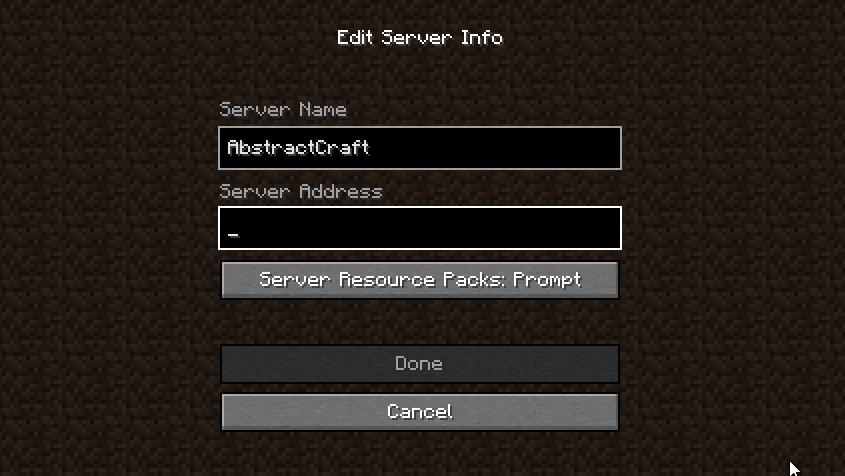 Edit Server Info
Server Name
AbstractCraft
Server Address
_
Server Resource Packs: Prompt
Done
Cancel